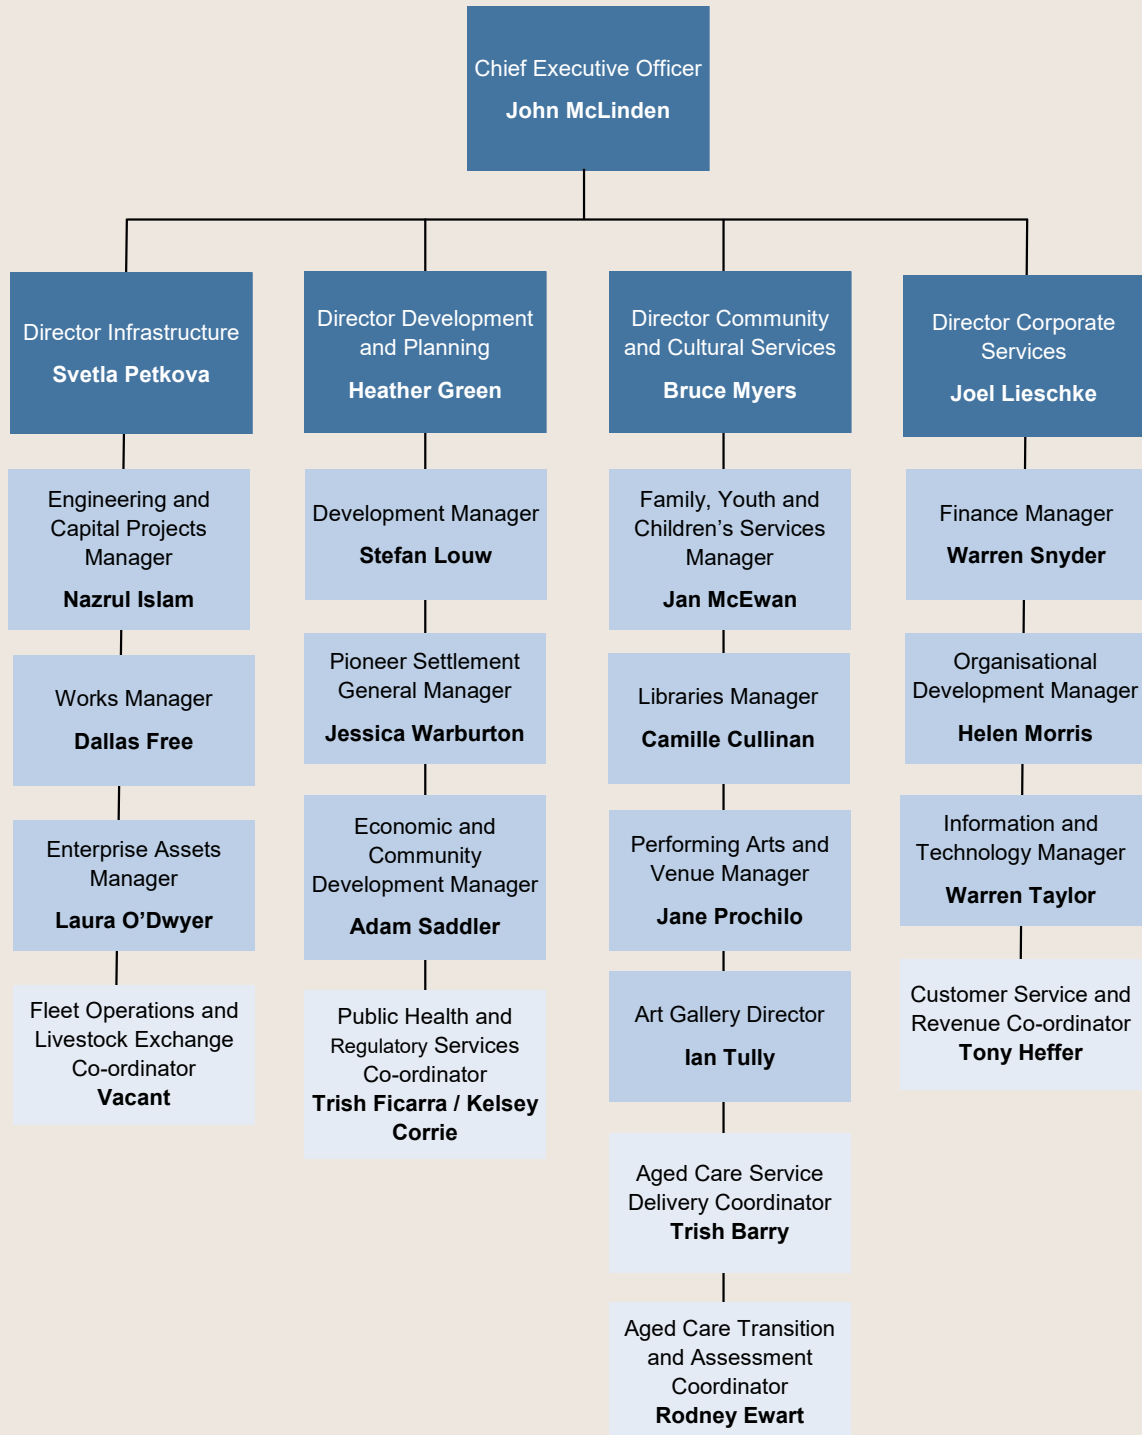 Chief Executive Officer
John McLinden
Director Infrastructure
Svetla Petkova
Director Development
and Planning
Heather Green
Director Community
and Cultural Services
Bruce Myers
Director Corporate
Services
Joel Lieschke
Engineering and
Capital Projects
Manager
Nazrul Islam
Works Manager
Dallas Free
Enterprise Assets
Manager
Laura O’Dwyer
Fleet Operations and
Livestock Exchange
Co-ordinator
Vacant
Development Manager
Stefan Louw
Pioneer Settlement
General Manager
Jessica Warburton
Economic and
Community
Development Manager
Adam Saddler
Public Health and
Regulatory Services
Co-ordinator
Trish Ficarra / Kelsey
Corrie
Family, Youth and
Children’s Services
Manager
Jan McEwan
Libraries Manager
Camille Cullinan
Performing Arts and
Venue Manager
Jane Prochilo
Art Gallery Director
Ian Tully
Aged Care Service
Delivery Coordinator
Trish Barry
Aged Care Transition
and Assessment
Coordinator
Rodney Ewart
Finance Manager
Warren Snyder
Organisational
Development Manager
Helen Morris
Information and
Technology Manager
Warren Taylor
Customer Service and
Revenue Co-ordinator
Tony Heffer